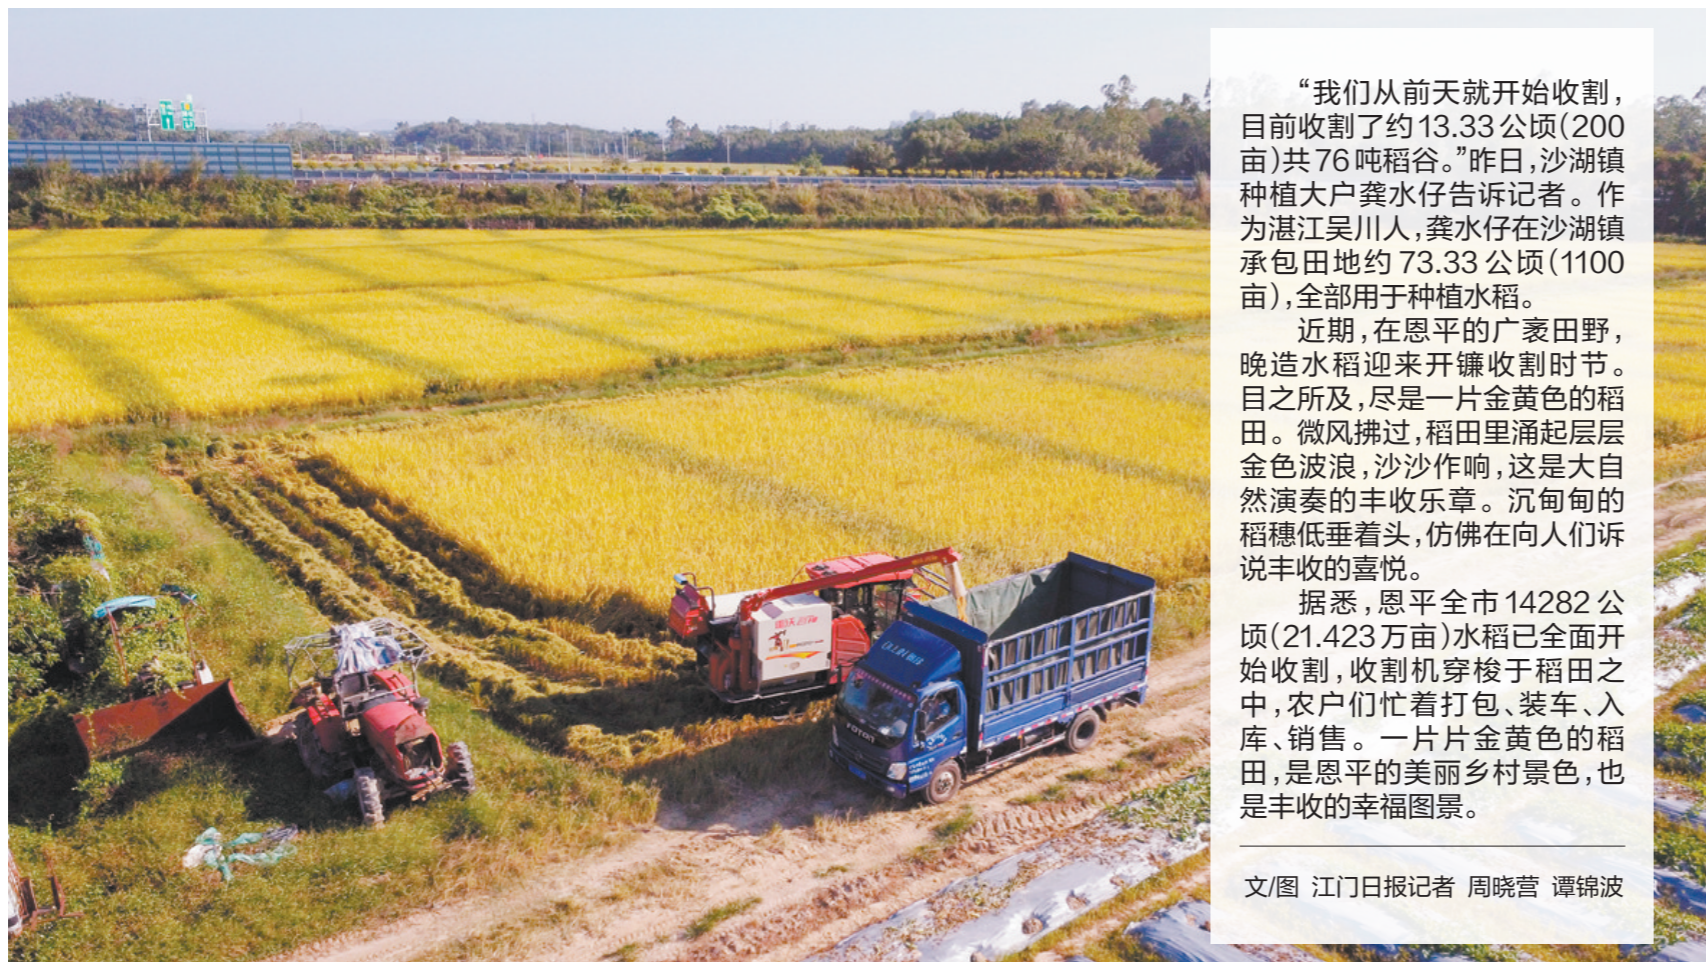 “我们从前天就开始收割，
目前收割了约13.33公顷（200
亩）共76吨稻谷。”昨日，沙湖镇
种植大户龚水仔告诉记者。作
为湛江吴川人，龚水仔在沙湖镇
承包田地约73.33公顷（1100
亩），全部用于种植水稻。
近期，在恩平的广袤田野，
晚造水稻迎来开镰收割时节。
目之所及，尽是一片金黄色的稻
田。微风拂过，稻田里涌起层层
金色波浪，沙沙作响，这是大自
然演奏的丰收乐章。沉甸甸的
稻穗低垂着头，仿佛在向人们诉
说丰收的喜悦。
据悉，恩平全市14282公
顷（21.423万亩）水稻已全面开
始收割，收割机穿梭于稻田之
中，农户们忙着打包、装车、入
库、销售。一片片金黄色的稻
田，是恩平的美丽乡村景色，也
是丰收的幸福图景。
文/图 江门日报记者 周晓营 谭锦波
FOTON